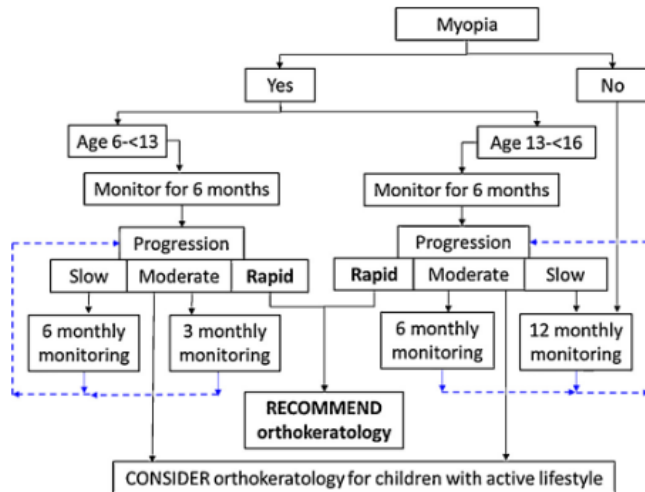 Myopia
Yes
No
Age 6-<13
Age 13-<16
Monitor for 6 months
Monitor for 6 months
Progression
Slow
Moderate
Rapid
Progression
Rapid
Moderate
Slow
6 monthly
monitoring
3 monthly
monitoring
6 monthly
monitoring
12 monthly
monitoring
RECOMMEND
orthokeratology
CONSIDER orthokeratology for children with active lifestyle